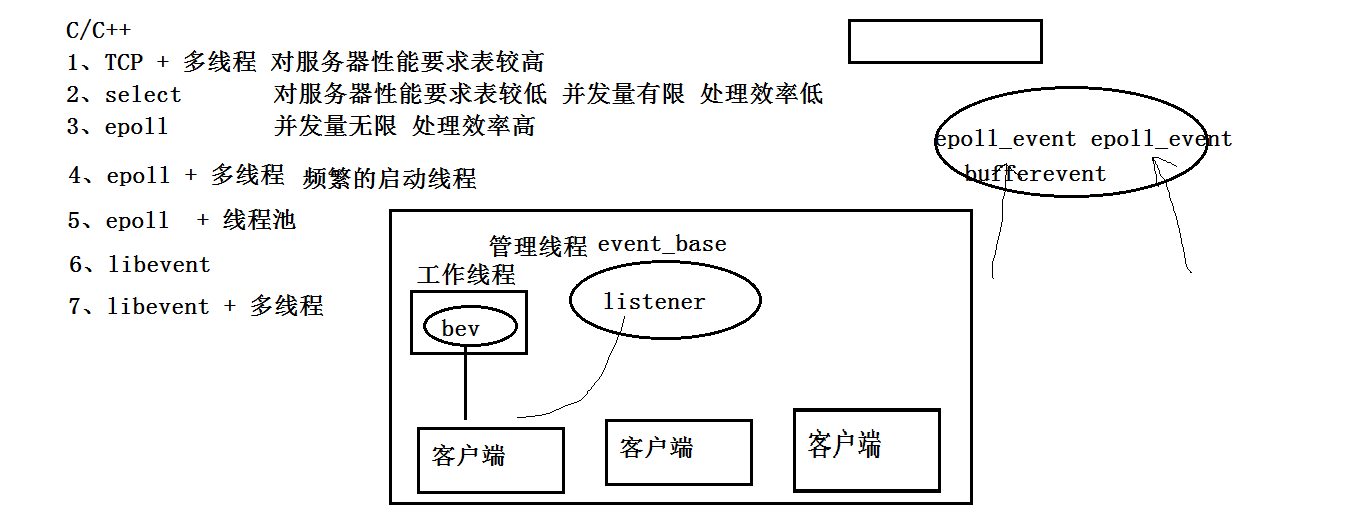 C/C++
1、TCP + 多线程 对服务器性能要求表较高
2、select 对服务器性能要求表较低 并发量有限 处理效率低
3、epoll 并发量无限 处理效率高
4、epoll + 多线程 频繁的启动线程
5、epoll + 线程池
6、libevent
7、libevent + 多线程
epoll_event epoll_event
bufferevent
管理线程 event_base
工作线程
listener
bev
客户端
客户端
客户端